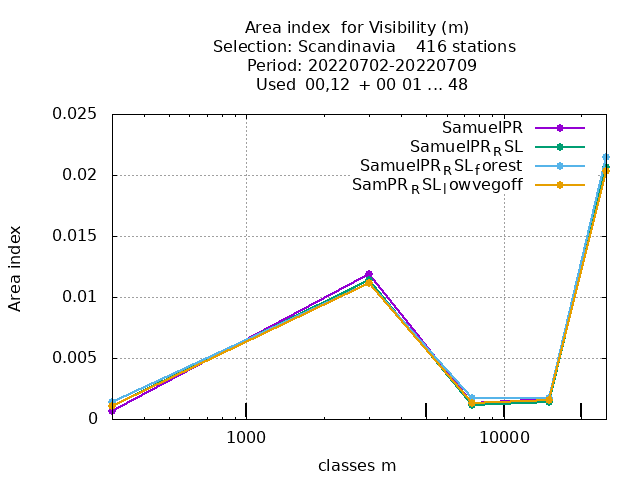 Area index  for Visibility (m)
Selection: Scandinavia    416 stations
Period: 20220702-20220709
Used  00,12  + 00 01 ... 48
0.025
0.02
0.015
0.01
0.005
0
Area index
SamuelPR
SamuelPR_RSL
SamuelPR_RSL_forest
SamPR_RSL_lowvegoff
1000
10000
classes m